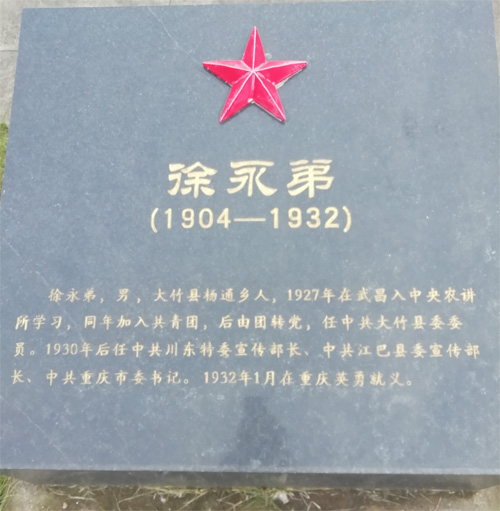 徐永弟
(1904—1932)
徐永弟，男，大竹县杨通乡人，1927年在武昌入中央农讲
所学习，同年加入共青团，后由团转党，任中共大竹县委委
员。1930年后任中共川东特委宣传部长、中共江巴县委宣传部
长、中共重庆市委书记。1932年1月在重庆英勇就义。